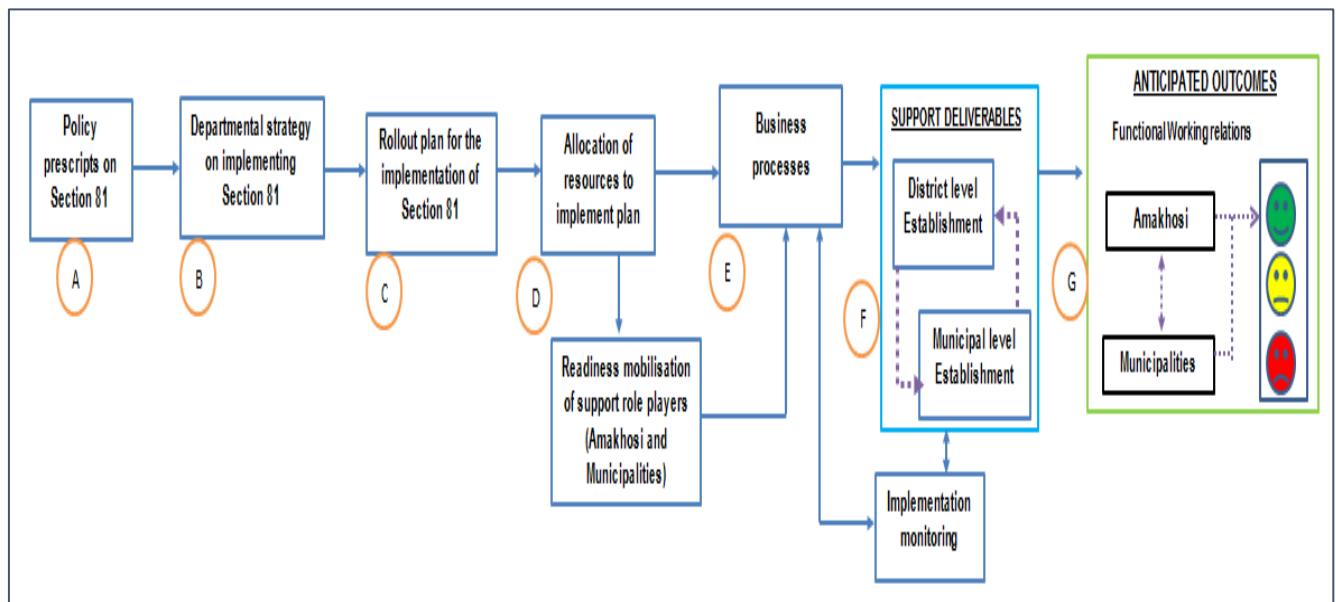 Policy
prescripts on
Section 81
A
Departmental strategy
on implementing
Section 81
B
Rollout plan for the
implementation of
Section 81
C
Allocation of
resources to
implement plan
D
Readiness mobilisation
of support role players
(Amakhosi and
Municipalities)
Business
processes
E
SUPPORT DELIVERABLES
District level
Establishment
Municipal level
Establishment
F
Implementation
monitoring
ANTICIPATED OUTCOMES
Functional Working relations
Amakhosi
Municipalities
G